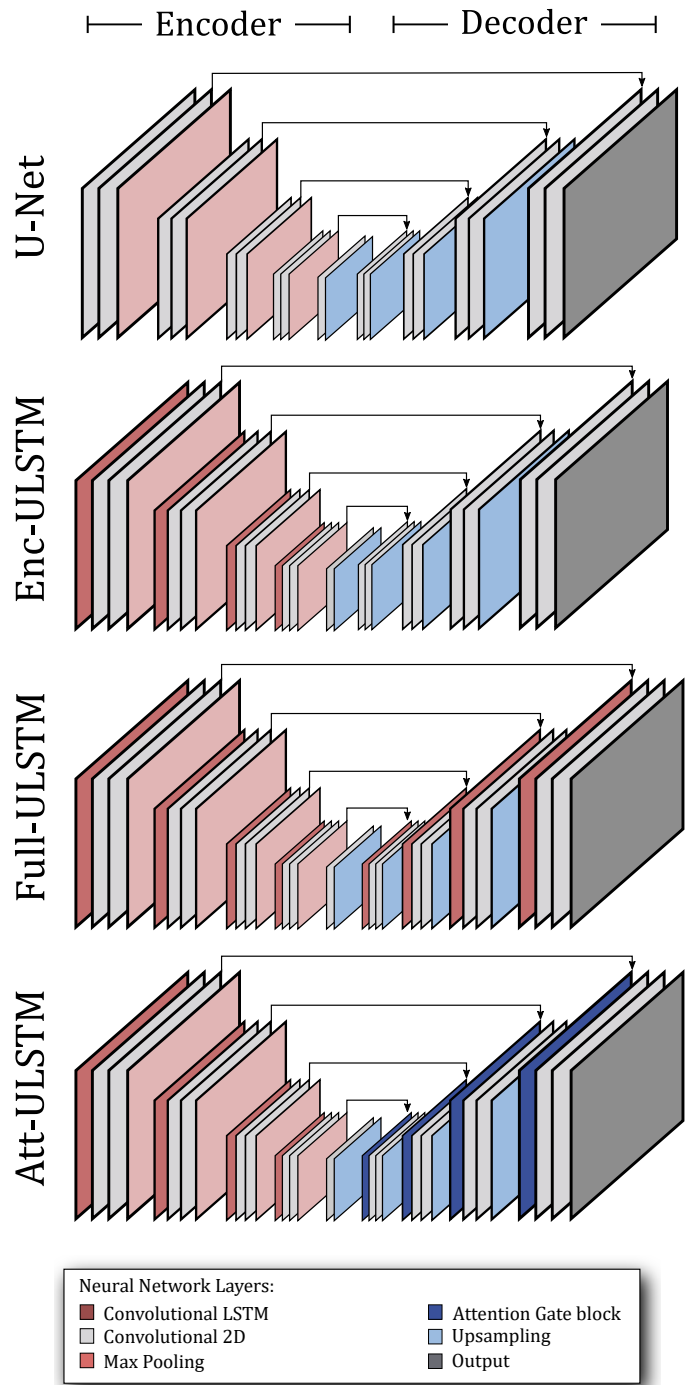 Encoder Decoder
U-Net
Enc-ULSTM
Full-ULSTM
Att-ULSTM
Neural Network Layers:
Convolutional LSTM
Convolutional 2D
Max Pooling
Attention Gate block
Upsampling
Output